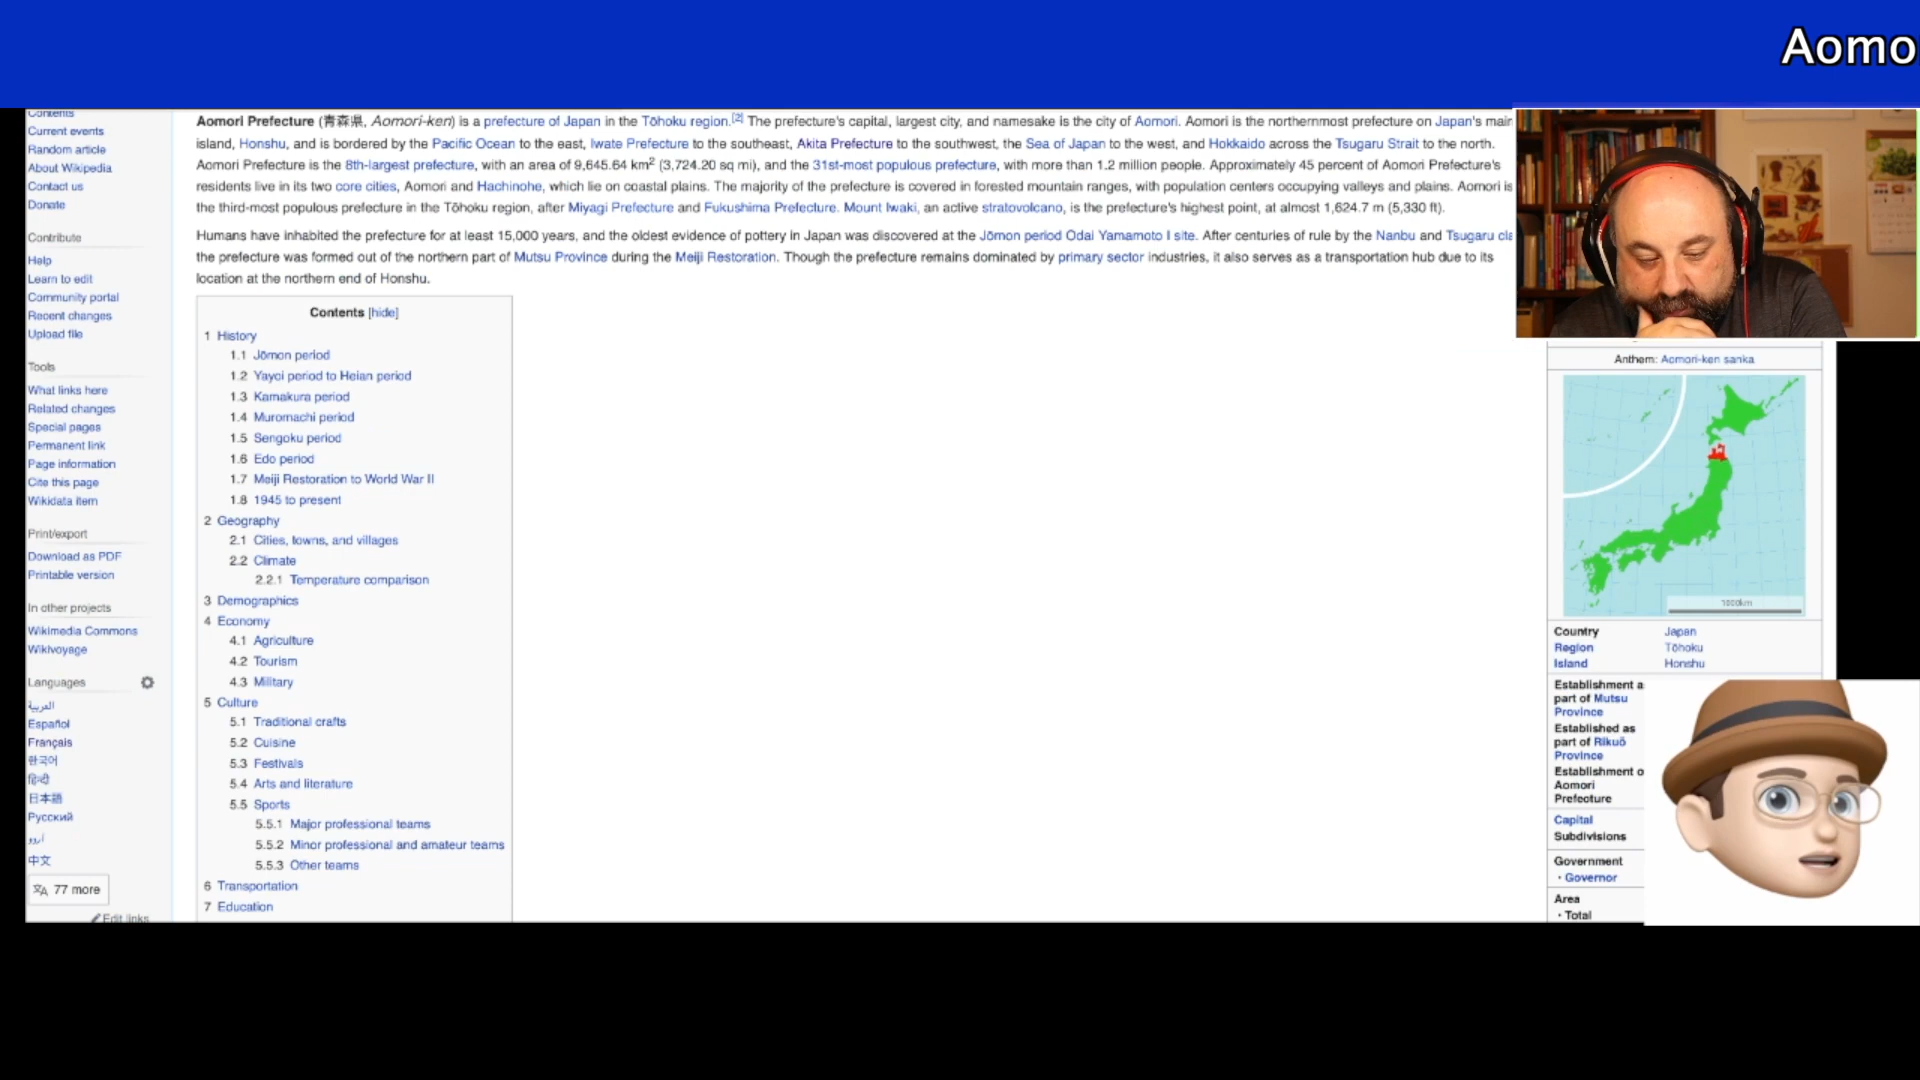 Aomo
Contents
Current events
Random article
About Wikipedia
Contact us
Donate
Contribute
Help
Learn to edit
Community portal
Recent changes
Upload file
Tools
What links here
Related changes
Special pages
Permanent link
Page information
Cite this page
Wikidata item
Print/export
Download as PDF
Printable version
In other projects
Wikimedia Commons
Wikivoyage
Languages
العربية
Español
Français
한국어
हिन्दी
日本語
Русский
اردو
中文
77 more
Edit links
Aomori Prefecture (青森県, Aomori-ken) is a prefecture of Japan in the Tōhoku region.[2] The prefecture's capital, largest city, and namesake is the city of Aomori. Aomori is the northernmost prefecture on Japan's main
island, Honshu, and is bordered by the Pacific Ocean to the east, Iwate Prefecture to the southeast, Akita Prefecture to the southwest, the Sea of Japan to the west, and Hokkaido across the Tsugaru Strait to the north.
Aomori Prefecture is the 8th-largest prefecture, with an area of 9,645.64 km2 (3,724.20 sq mi), and the 31st-most populous prefecture, with more than 1.2 million people. Approximately 45 percent of Aomori Prefecture's
residents live in its two core cities, Aomori and Hachinohe, which lie on coastal plains. The majority of the prefecture is covered in forested mountain ranges, with population centers occupying valleys and plains. Aomori is
the third-most populous prefecture in the Tōhoku region, after Miyagi Prefecture and Fukushima Prefecture. Mount Iwaki, an active stratovolcano, is the prefecture's highest point, at almost 1,624.7 m (5,330 ft).
Humans have inhabited the prefecture for at least 15,000 years, and the oldest evidence of pottery in Japan was discovered at the Jōmon period Odai Yamamoto I site. After centuries of rule by the Nanbu and Tsugaru cla
the prefecture was formed out of the northern part of Mutsu Province during the Meiji Restoration. Though the prefecture remains dominated by primary sector industries, it also serves as a transportation hub due to its
location at the northern end of Honshu.
Contents [hide]
1 History
1.1 Jōmon period
1.2 Yayoi period to Heian period
1.3 Kamakura period
1.4 Muromachi period
1.5 Sengoku period
1.6 Edo period
1.7 Meiji Restoration to World War II
1.8 1945 to present
2 Geography
2.1 Cities, towns, and villages
2.2 Climate
2.2.1 Temperature comparison
3 Demographics
4 Economy
4.1 Agriculture
4.2 Tourism
4.3 Military
5 Culture
5.1 Traditional crafts
5.2 Cuisine
5.3 Festivals
5.4 Arts and literature
5.5 Sports
5.5.1 Major professional teams
5.5.2 Minor professional and amateur teams
5.5.3 Other teams
6 Transportation
7 Education
Anthem: Aomori-ken sanka
1000km
Country Japan
Region Tōhoku
Island Honshu
Establishment a
part of Mutsu
Province
Established as
part of Rikuō
Province
Establishment o
Aomori
Prefecture
Capital
Subdivisions
Government
• Governor
Area
• Total